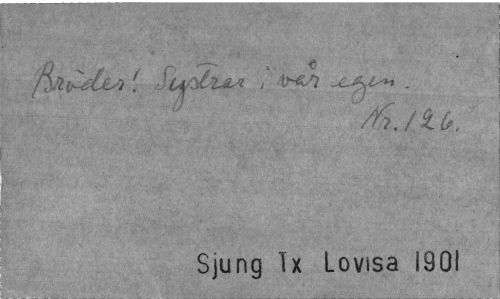 Bröder! Systrar i vår egen.
Nr. 126.
Sjung Tx Lovisa 1901